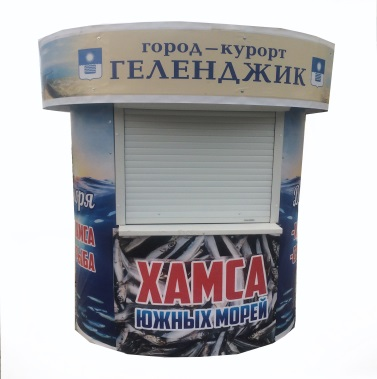 город-курорт
ГЕЛЕНДЖИК
ХАМСА
ЮЖНЫХ МОРЕЙ